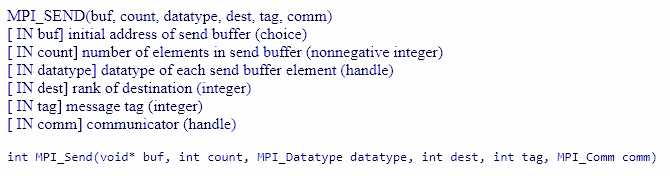 MPI_SEND(buf, count, datatype, dest, tag, comm)
[ IN buf] initial address of send buffer (choice)
[ IN count] number of elements in send buffer (nonnegative integer)
[ IN datatype] datatype of each send buffer element (handle)
[ IN dest] rank of destination (integer)
[ IN tag] message tag (integer)
[ IN comm] communicator (handle)
int MPI_Send(void* buf, int count, MPI_Datatype datatype, int dest, int tag, MPI_Comm comm)